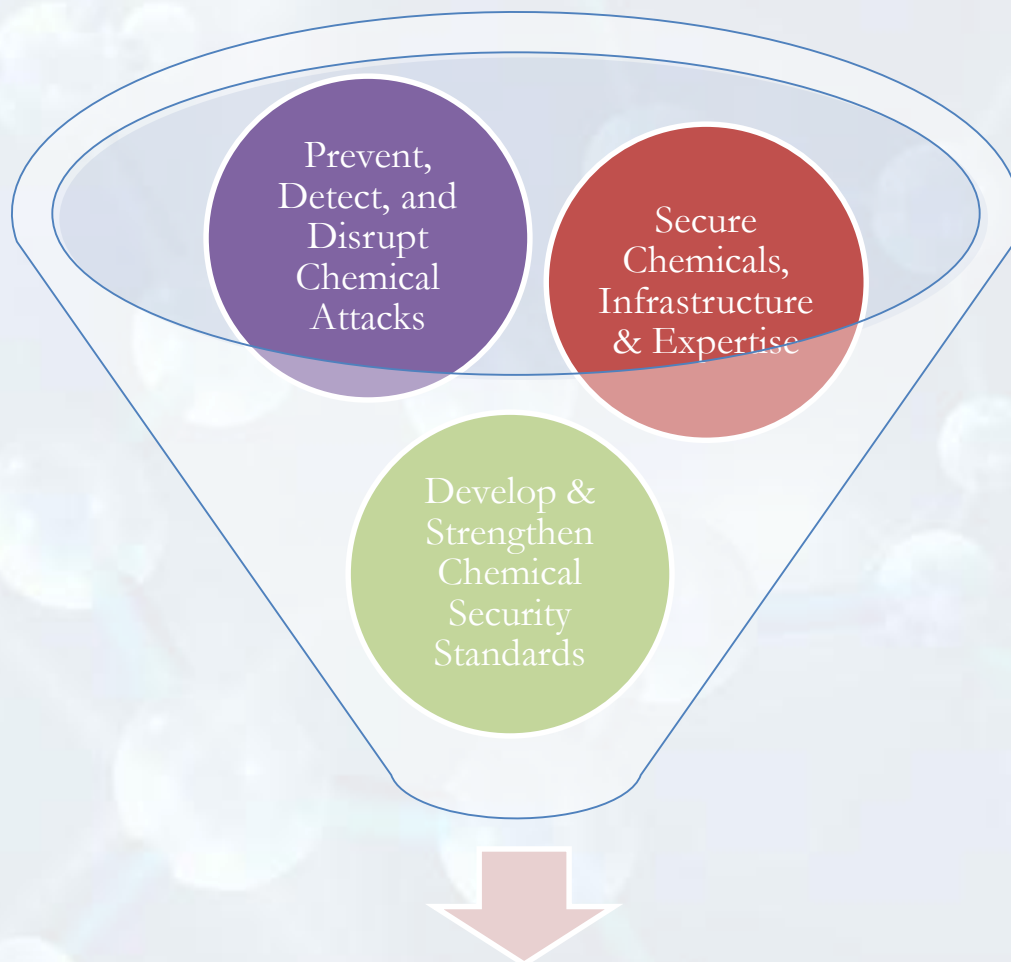 Prevent,
Detect, and
Disrupt
Chemical
Attacks
Secure
Chemicals,
Infrastructure
& Expertise
Develop &
Strengthen
Chemical
Security
Standards